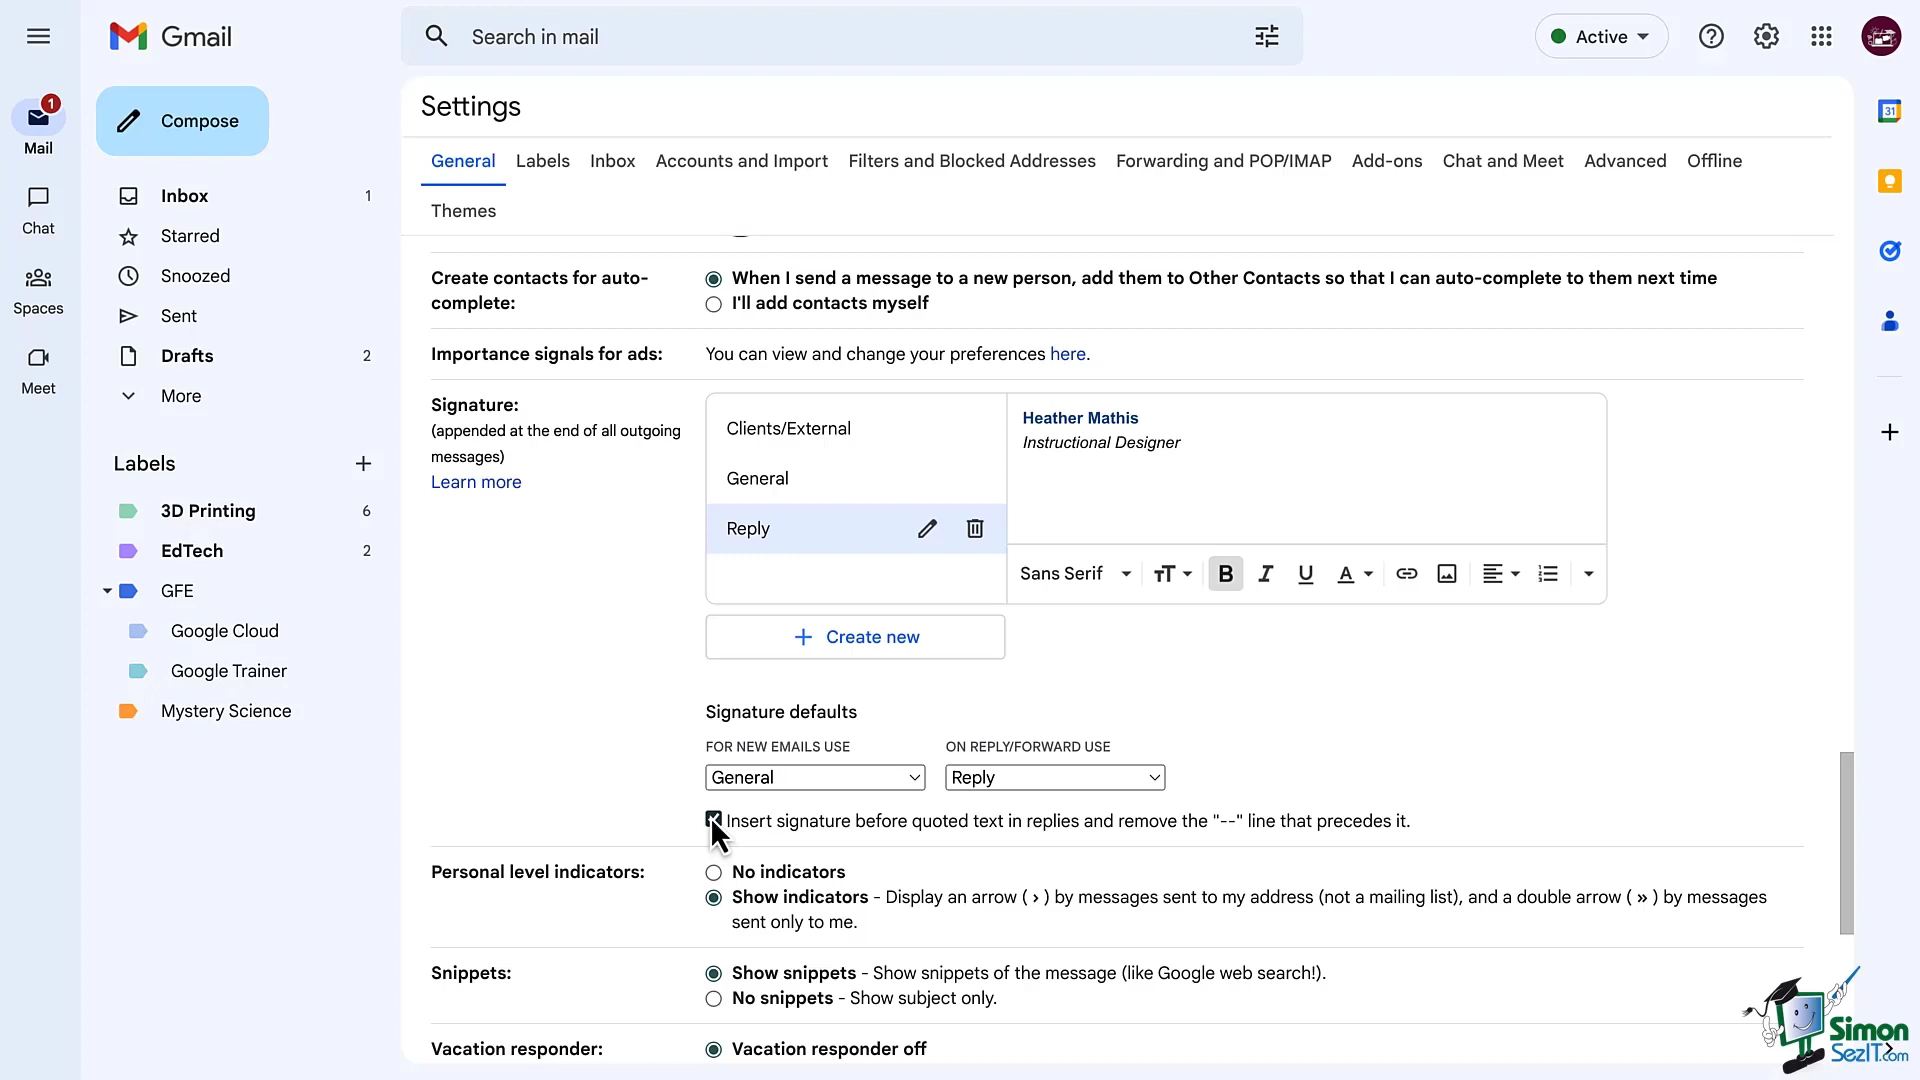 Gmail
Search in mail
Active
1
Mail
Chat
Spaces
Meet
Compose
Inbox 1
Starred
Snoozed
Sent
Drafts 2
More
Labels
3D Printing 6
EdTech 2
GFE
Google Cloud
Google Trainer
Mystery Science
Settings
General Labels Inbox Accounts and Import Filters and Blocked Addresses Forwarding and POP/IMAP Add-ons Chat and Meet Advanced Offline
Themes
Create contacts for auto-
complete:
When I send a message to a new person, add them to Other Contacts so that I can auto-complete to them next time
I'll add contacts myself
Importance signals for ads:
You can view and change your preferences here.
Signature:
(appended at the end of all outgoing
messages)
Learn more
Clients/External
General
Reply
Heather Mathis
Instructional Designer
Sans Serif
Create new
Signature defaults
FOR NEW EMAILS USE ON REPLY/FORWARD USE
General Reply
Insert signature before quoted text in replies and remove the "--" line that precedes it.
Personal level indicators:
No indicators
Show indicators - Display an arrow ( › ) by messages sent to my address (not a mailing list), and a double arrow ( » ) by messages
sent only to me.
Snippets:
Show snippets - Show snippets of the message (like Google web search!).
No snippets - Show subject only.
Vacation responder:
Vacation responder off
31
Simon
SezIT.com